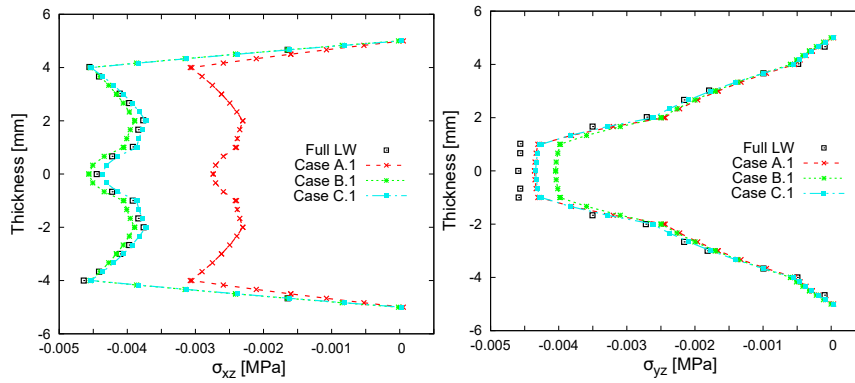 6
4
2
0
-2
-4
-6
Thickness [mm]
-0.005
-0.004
-0.003
-0.002
-0.001
0
σxz [MPa]
Full LW
Case A.1
Case B.1
Case C.1
6
4
2
0
-2
-4
-6
Thickness [mm]
-0.005
-0.004
-0.003
-0.002
-0.001
0
σyz [MPa]
Full LW
Case A.1
Case B.1
Case C.1